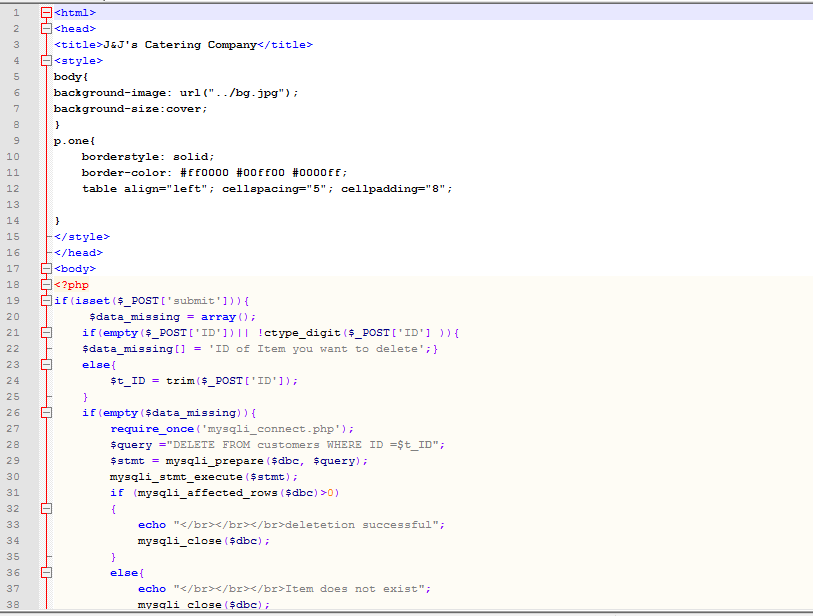 1 <html>
2 <head>
3 <title>J&J's Catering Company</title>
4 <style>
5 body{
6 background-image: url("../bg.jpg");
7 background-size:cover;
8 }
9 p.one{
10 borderstyle: solid;
11 border-color: #ff0000 #00ff00 #0000ff;
12 table align="left"; cellspacing="5"; cellpadding="8";
13
14 }
15 </style>
16 </head>
17 <body>
18 <?php
19 if(isset($_POST['submit'])){
20 $data_missing = array();
21 if(empty($_POST['ID'])|| !ctype_digit($_POST['ID'] )){
22 $data_missing[] = 'ID of Item you want to delete';}
23 else{
24 $t_ID = trim($_POST['ID']);
25 }
26 if(empty($data_missing)){
27 require_once('mysqli_connect.php');
28 $query ="DELETE FROM customers WHERE ID =$t_ID";
29 $stmt = mysqli_prepare($dbc, $query);
30 mysqli_stmt_execute($stmt);
31 if (mysqli_affected_rows($dbc)>0)
32 {
33 echo "</br></br></br>deletetion successful";
34 mysqli_close($dbc);
35 }
36 else{
37 echo "</br></br></br>Item does not exist";
38 mysqli_close($dbc);